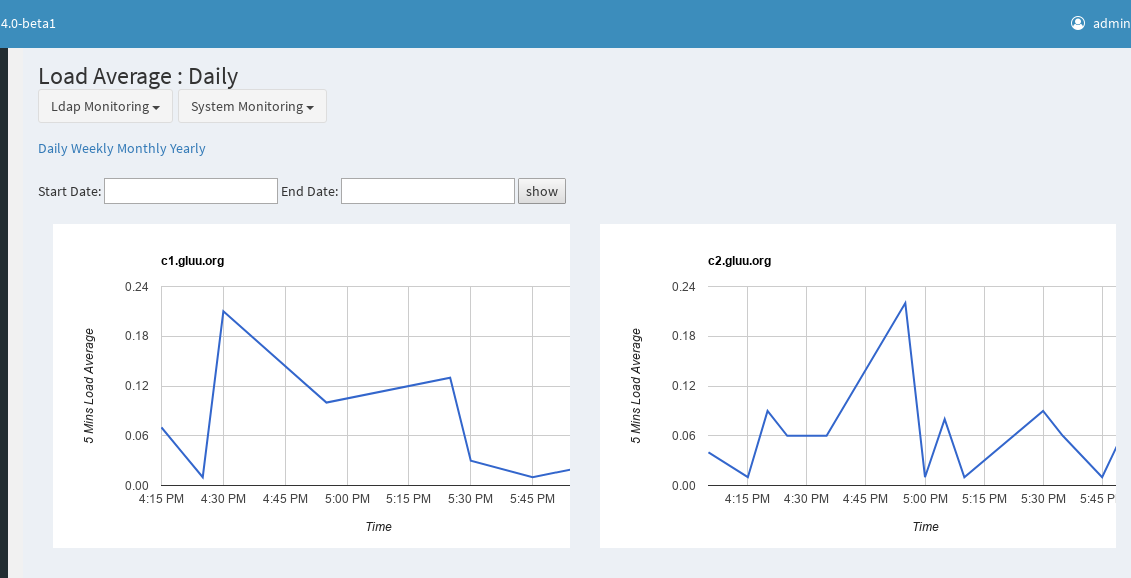 4.0-beta1
admin
Load Average : Daily
Ldap Monitoring System Monitoring
Daily Weekly Monthly Yearly
Start Date: End Date: show
c1.gluu.org
0.24
0.18
0.12
0.06
0.00
5 Mins Load Average
4:15 PM 4:30 PM 4:45 PM 5:00 PM 5:15 PM 5:30 PM 5:45 PM
Time
c2.gluu.org
0.24
0.18
0.12
0.06
0.00
5 Mins Load Average
4:15 PM 4:30 PM 4:45 PM 5:00 PM 5:15 PM 5:30 PM 5:45 P
Time